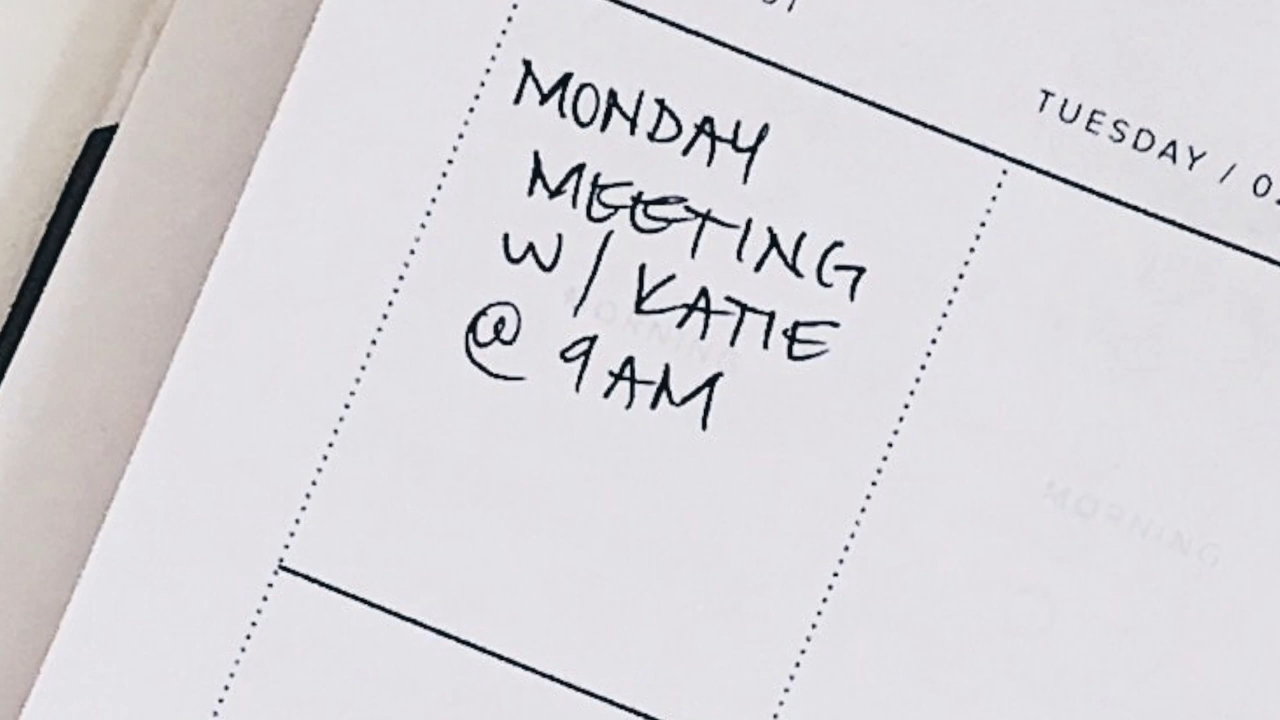 TUESDAY / 0
MONDAY
MEETING
W/ KATIE
@ 9AM
MORNING
MORNING